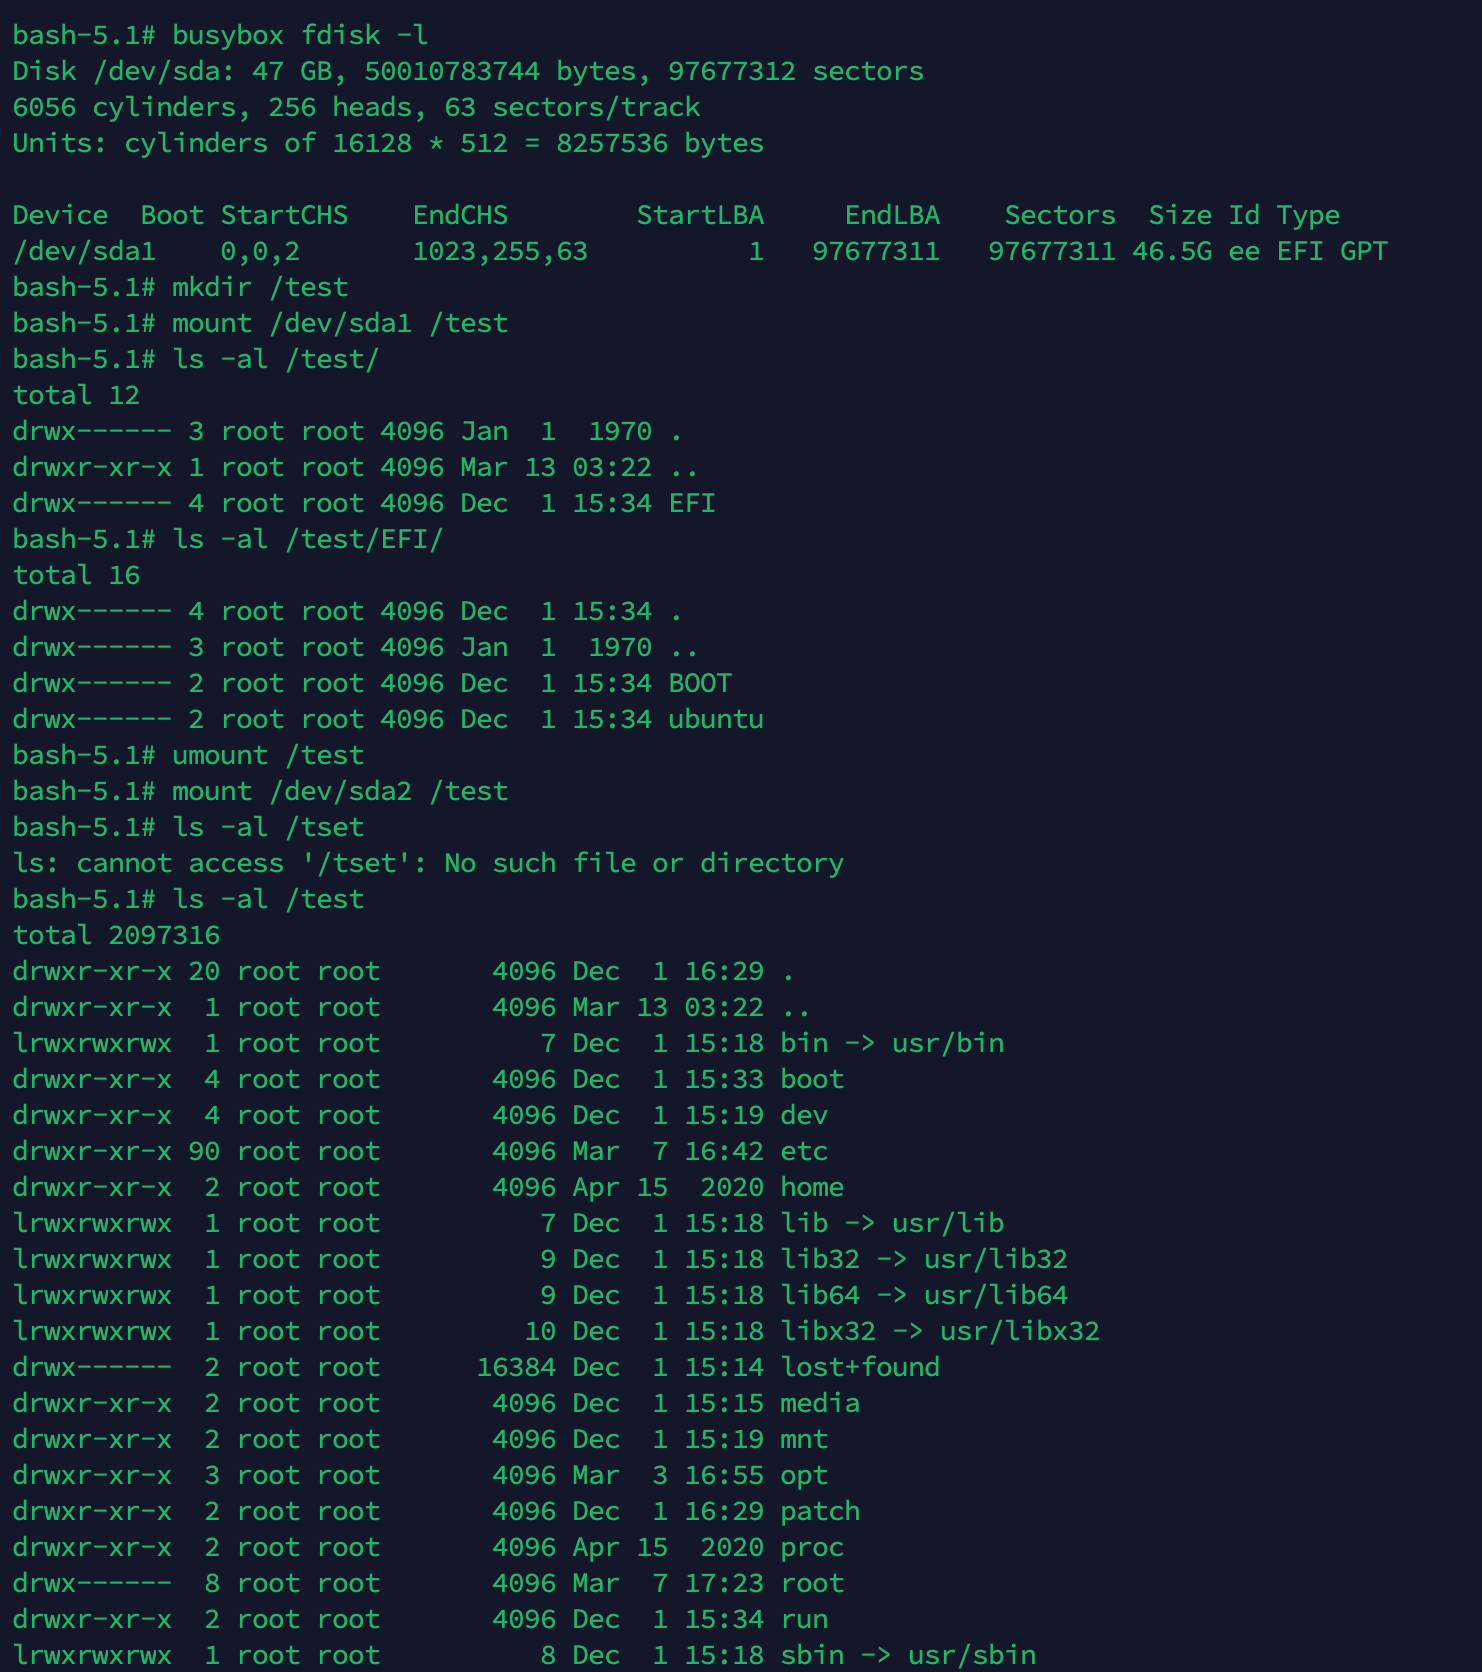 bash-5.1# busybox fdisk -l
Disk /dev/sda: 47 GB, 50010783744 bytes, 97677312 sectors
6056 cylinders, 256 heads, 63 sectors/track
Units: cylinders of 16128 * 512 = 8257536 bytes

Device  Boot StartCHS    EndCHS        StartLBA     EndLBA    Sectors  Size Id Type
/dev/sda1    0,0,2       1023,255,63          1   97677311   97677311 46.5G ee EFI GPT
bash-5.1# mkdir /test
bash-5.1# mount /dev/sda1 /test
bash-5.1# ls -al /test/
total 12
drwx------ 3 root root 4096 Jan  1  1970 .
drwxr-xr-x 1 root root 4096 Mar 13 03:22 ..
drwx------ 4 root root 4096 Dec  1 15:34 EFI
bash-5.1# ls -al /test/EFI/
total 16
drwx------ 4 root root 4096 Dec  1 15:34 .
drwx------ 3 root root 4096 Jan  1  1970 ..
drwx------ 2 root root 4096 Dec  1 15:34 BOOT
drwx------ 2 root root 4096 Dec  1 15:34 ubuntu
bash-5.1# umount /test
bash-5.1# mount /dev/sda2 /test
bash-5.1# ls -al /tset
ls: cannot access '/tset': No such file or directory
bash-5.1# ls -al /test
total 2097316
drwxr-xr-x 20 root root       4096 Dec  1 16:29 .
drwxr-xr-x  1 root root       4096 Mar 13 03:22 ..
lrwxrwxrwx  1 root root          7 Dec  1 15:18 bin -> usr/bin
drwxr-xr-x  4 root root       4096 Dec  1 15:33 boot
drwxr-xr-x  4 root root       4096 Dec  1 15:19 dev
drwxr-xr-x 90 root root       4096 Mar  7 16:42 etc
drwxr-xr-x  2 root root       4096 Apr 15  2020 home
lrwxrwxrwx  1 root root          7 Dec  1 15:18 lib -> usr/lib
lrwxrwxrwx  1 root root          9 Dec  1 15:18 lib32 -> usr/lib32
lrwxrwxrwx  1 root root          9 Dec  1 15:18 lib64 -> usr/lib64
lrwxrwxrwx  1 root root         10 Dec  1 15:18 libx32 -> usr/libx32
drwx------  2 root root      16384 Dec  1 15:14 lost+found
drwxr-xr-x  2 root root       4096 Dec  1 15:15 media
drwxr-xr-x  2 root root       4096 Dec  1 15:19 mnt
drwxr-xr-x  3 root root       4096 Mar  3 16:55 opt
drwxr-xr-x  2 root root       4096 Dec  1 16:29 patch
drwxr-xr-x  2 root root       4096 Apr 15  2020 proc
drwx------  8 root root       4096 Mar  7 17:23 root
drwxr-xr-x  2 root root       4096 Dec  1 15:34 run
lrwxrwxrwx  1 root root          8 Dec  1 15:18 sbin -> usr/sbin